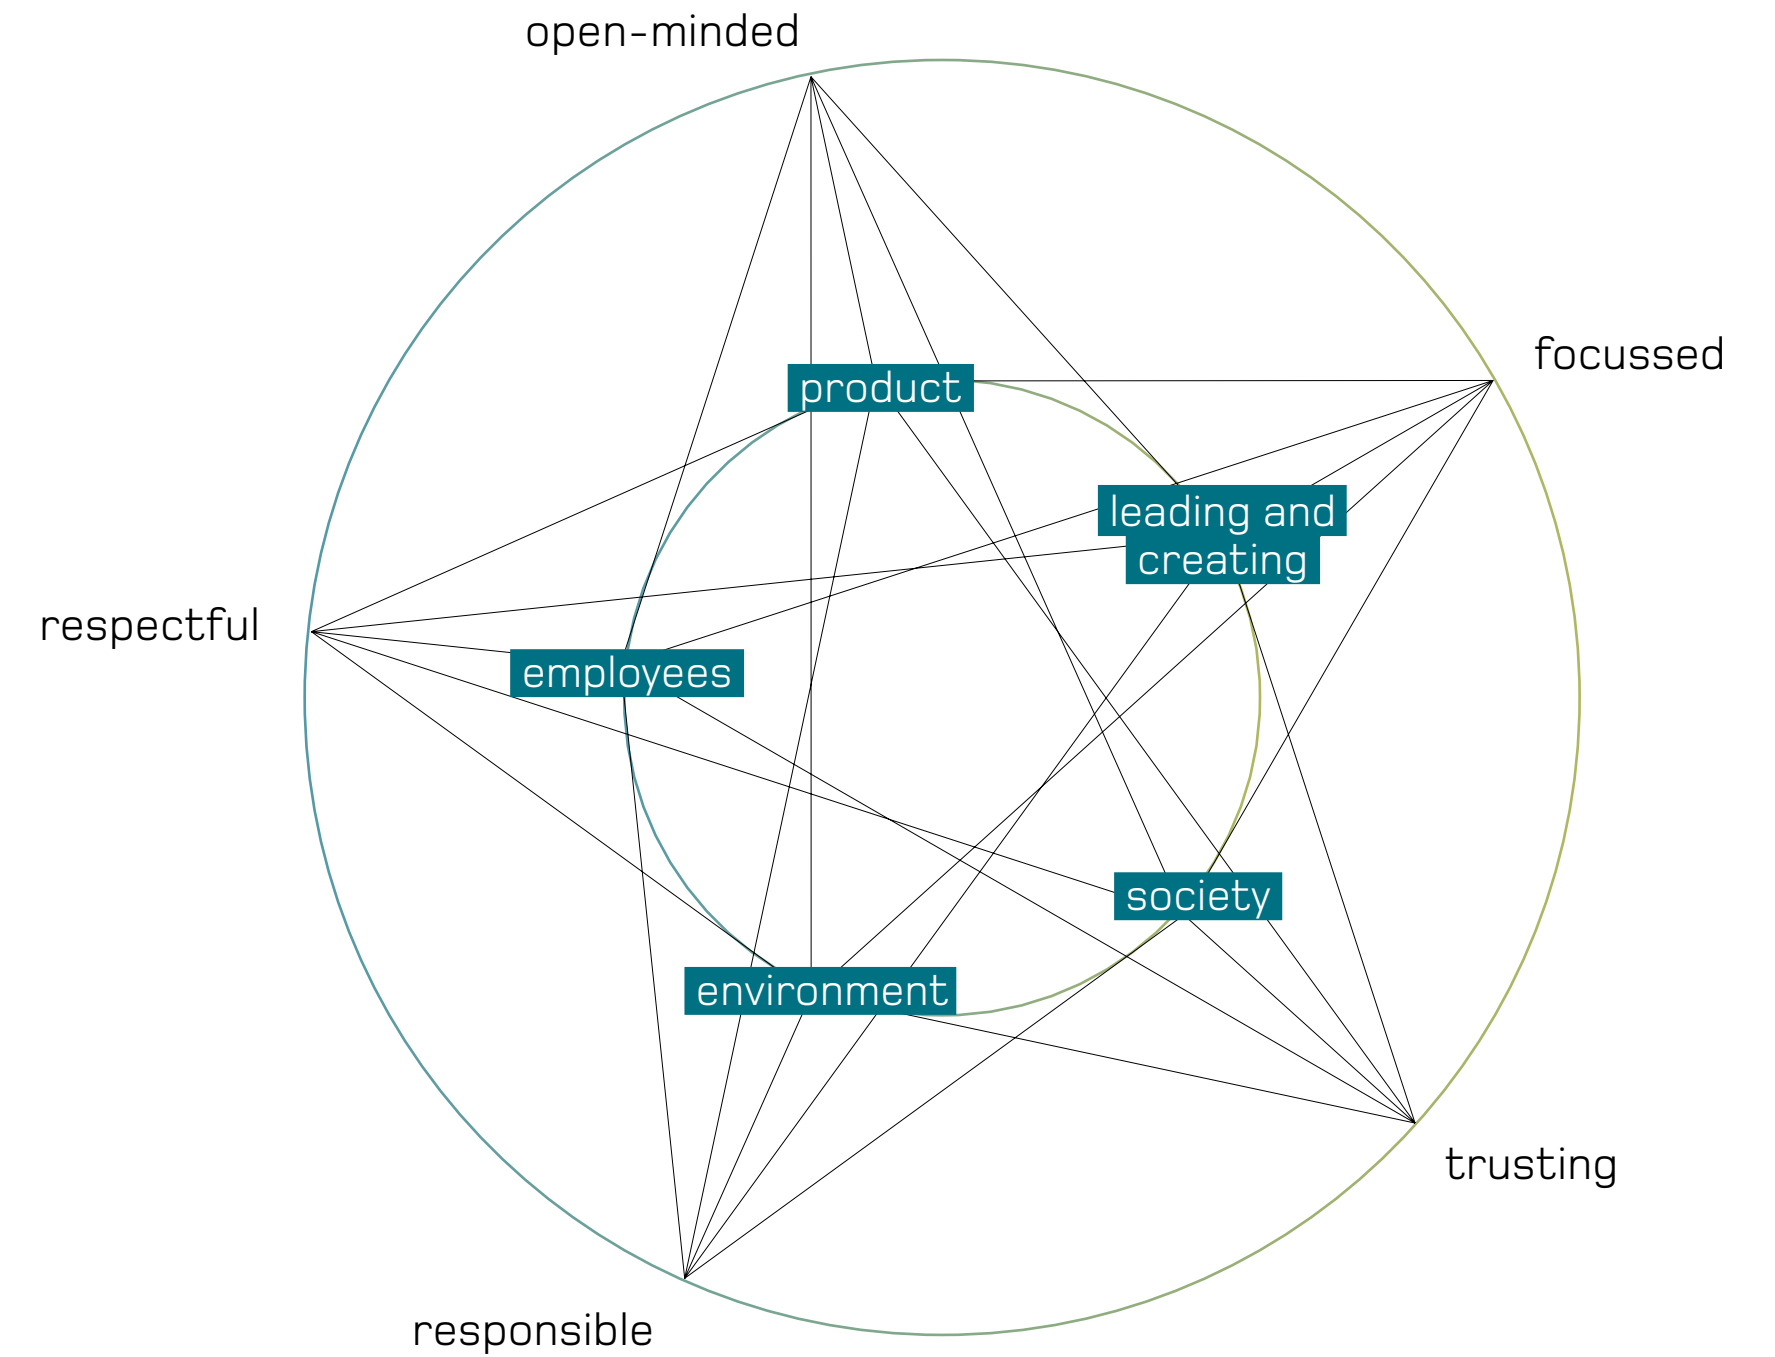 open-minded
focussed
product
leading and
creating
respectful
employees
society
environment
trusting
responsible